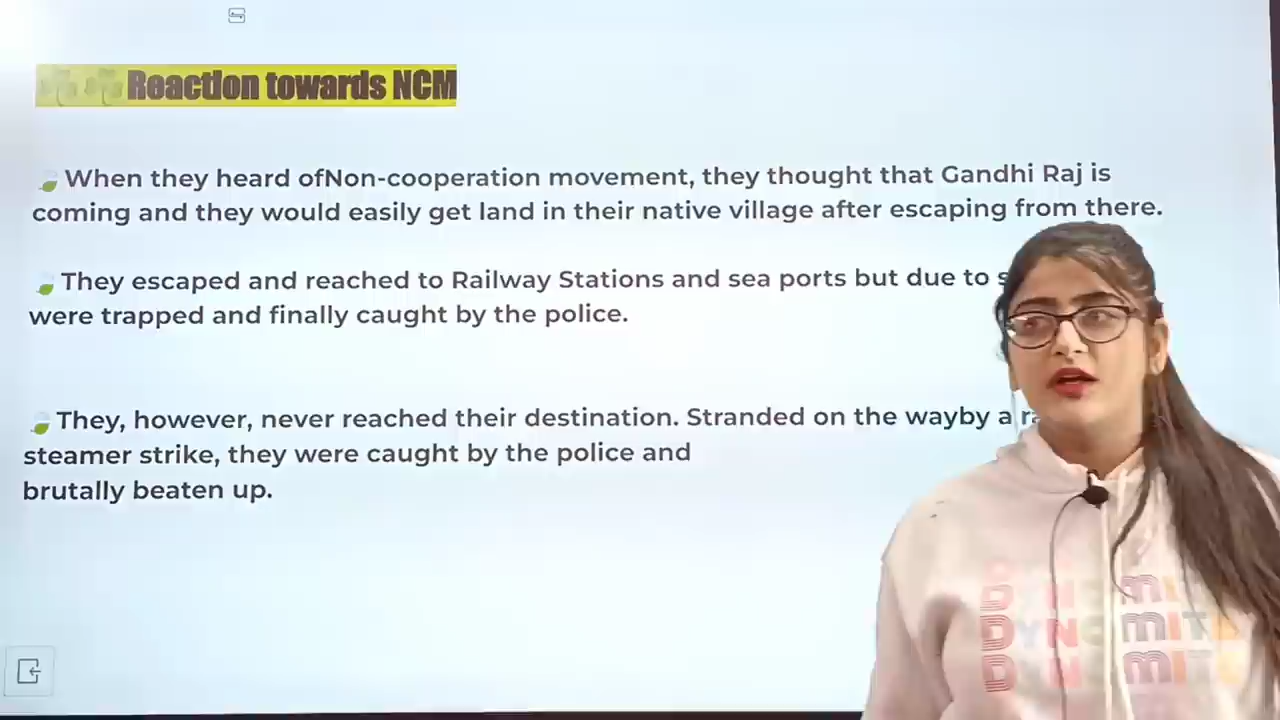 Reaction towards NCM
When they heard ofNon-cooperation movement, they thought that Gandhi Raj is
coming and they would easily get land in their native village after escaping from there.
They escaped and reached to Railway Stations and sea ports but due to
were trapped and finally caught by the police.
They, however, never reached their destination. Stranded on the wayby a
steamer strike, they were caught by the police and
brutally beaten up.
DYNOMITE
DYNOMITE
DYNOMITE